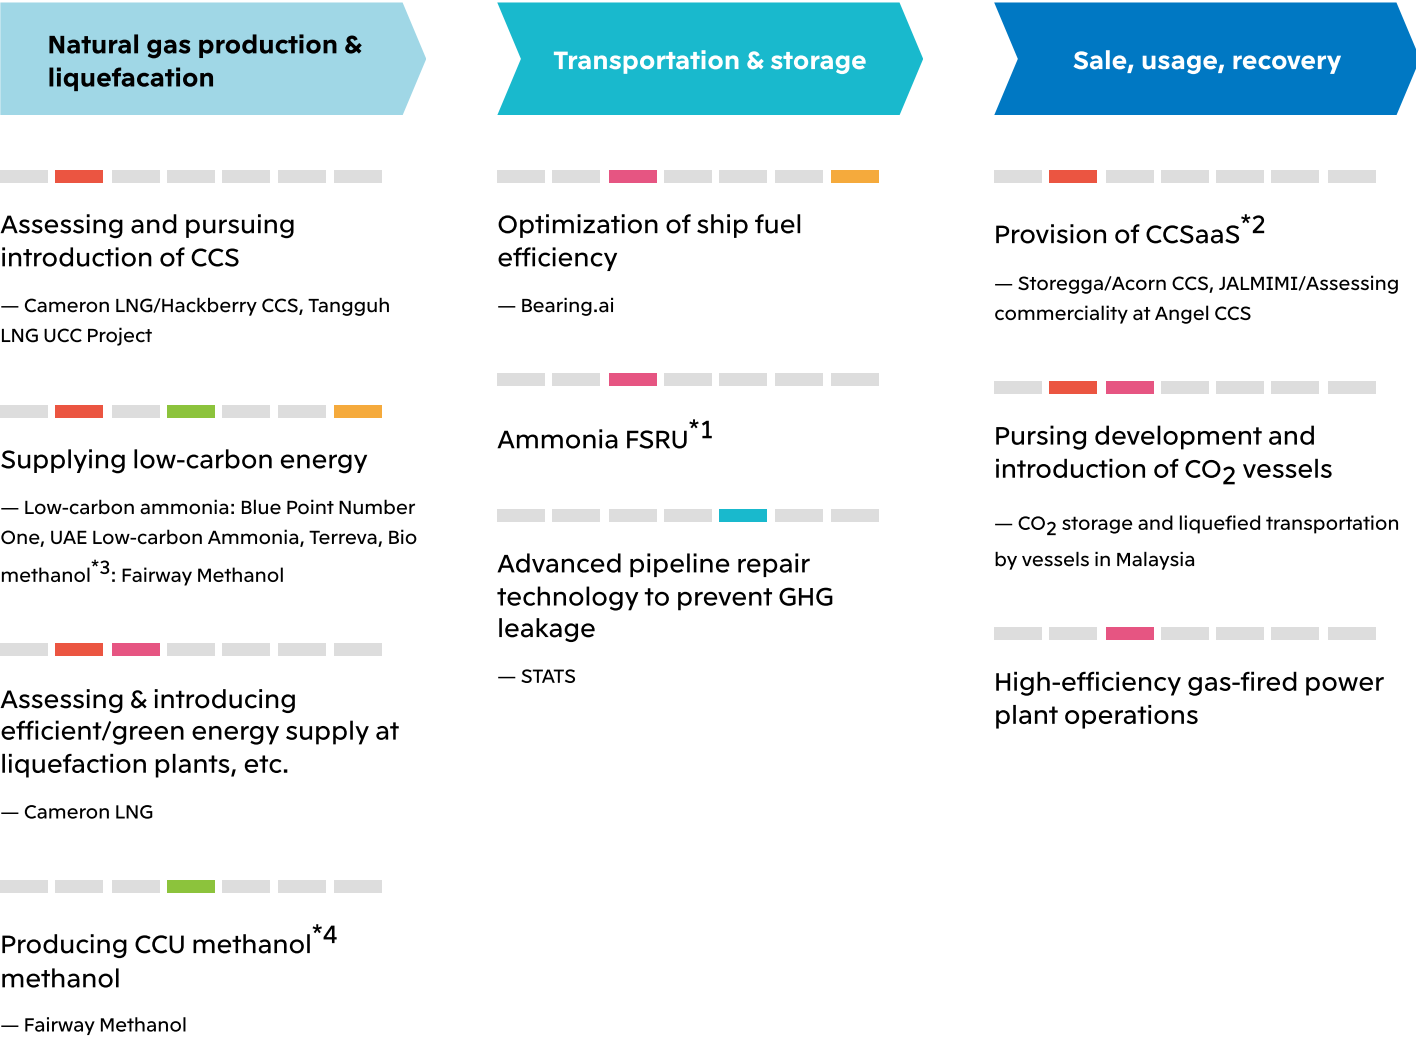 Natural gas production &
liquefacation
Assessing and pursuing
introduction of CCS
— Cameron LNG/Hackberry CCS, Tangguh
LNG UCC Project
Supplying low-carbon energy
— Low-carbon ammonia: Blue Point Number
One, UAE Low-carbon Ammonia, Terreva, Bio
methanol*3: Fairway Methanol
Assessing & introducing
efficient/green energy supply at
liquefaction plants, etc.
— Cameron LNG
Producing CCU methanol*4
methanol
— Fairway Methanol
Transportation & storage
Optimization of ship fuel
efficiency
— Bearing.ai
Ammonia FSRU*1
Advanced pipeline repair
technology to prevent GHG
leakage
— STATS
Sale, usage, recovery
Provision of CCSaaS*2
— Storegga/Acorn CCS, JALMIMI/Assessing
commerciality at Angel CCS
Pursing development and
introduction of CO2 vessels
— CO2 storage and liquefied transportation
by vessels in Malaysia
High-efficiency gas-fired power
plant operations